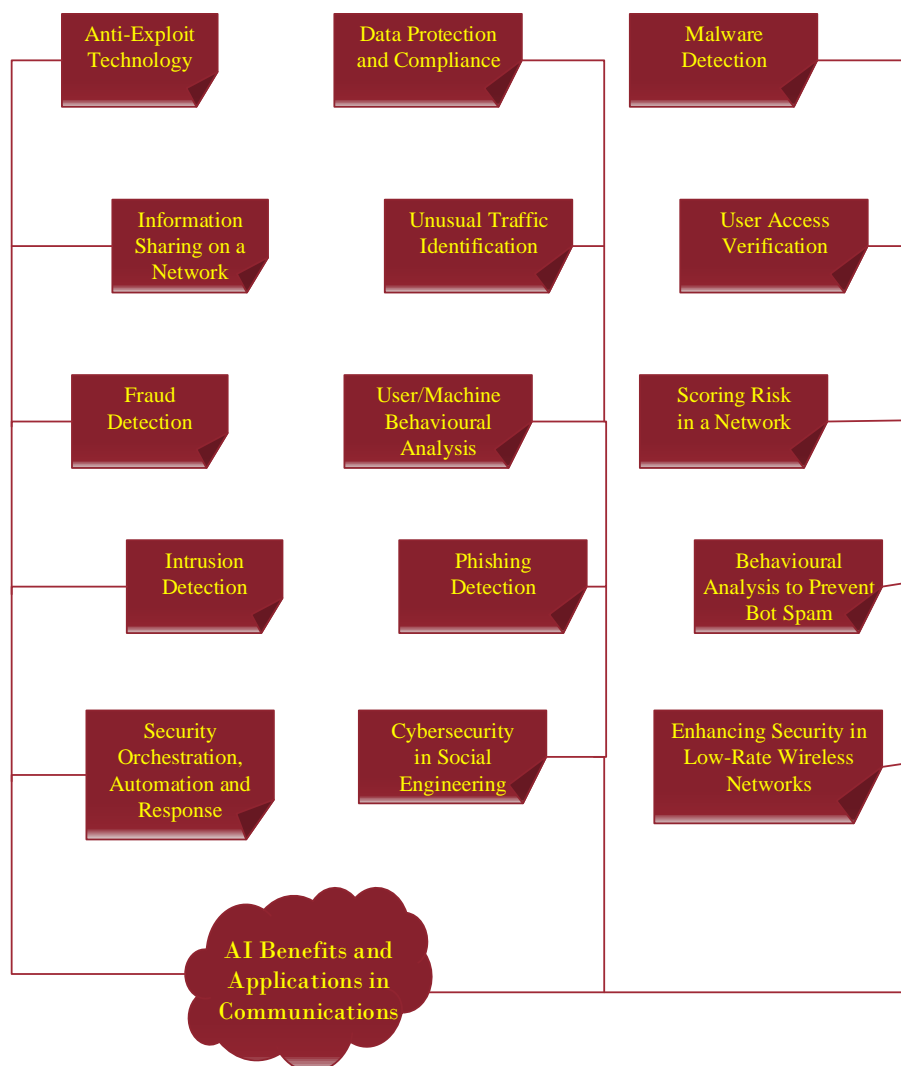 Anti-Exploit
Technology
Data Protection
and Compliance
Malware
Detection
Information
Sharing on a
Network
Unusual Traffic
Identification
User Access
Verification
Fraud
Detection
User/Machine
Behavioural
Analysis
Scoring Risk
in a Network
Intrusion
Detection
Phishing
Detection
Behavioural
Analysis to Prevent
Bot Spam
Security
Orchestration,
Automation and
Response
Cybersecurity
in Social
Engineering
Enhancing Security in
Low-Rate Wireless
Networks
AI Benefits and
Applications in
Communications